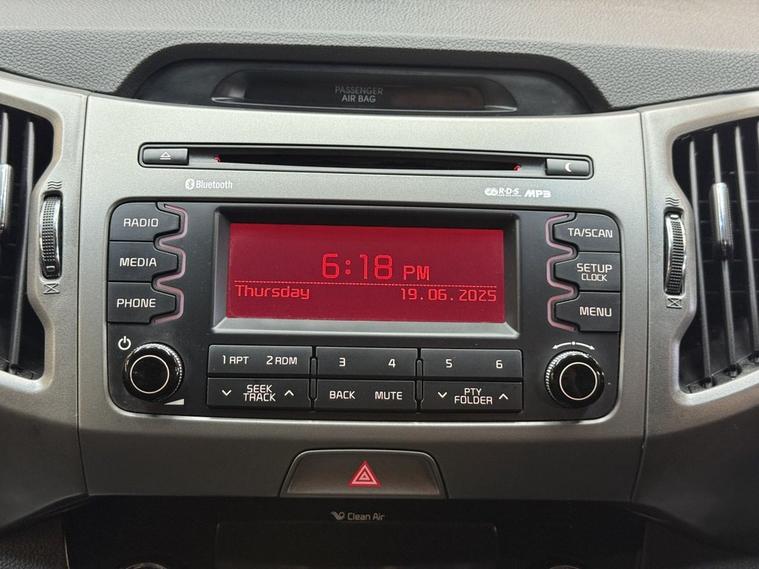 PASSENGER
AIR BAG
Bluetooth
R·D·S MP3
RADIO
MEDIA
PHONE
6:18 PM
Thursday 19.06.2025
TA/SCAN
SETUP
CLOCK
MENU
1 RPT 2 RDM 3 4 5 6
SEEK
TRACK
BACK MUTE
PTY
FOLDER
Clean Air